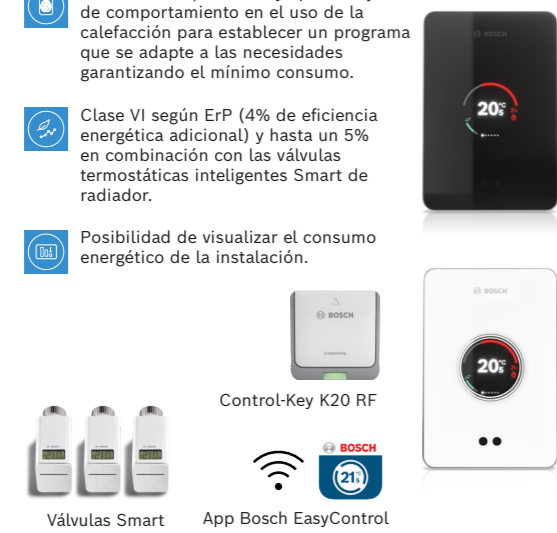 de comportamiento en el uso de la
calefacción para establecer un programa
que se adapte a las necesidades
garantizando el mínimo consumo.
Clase VI según ErP (4% de eficiencia
energética adicional) y hasta un 5%
en combinación con las válvulas
termostáticas inteligentes Smart de
radiador.
Posibilidad de visualizar el consumo
energético de la instalación.
BOSCH
20
BOSCH
20
BOSCH
Control-Key
Control-Key K20 RF
BOSCH
21
Válvulas Smart
App Bosch EasyControl